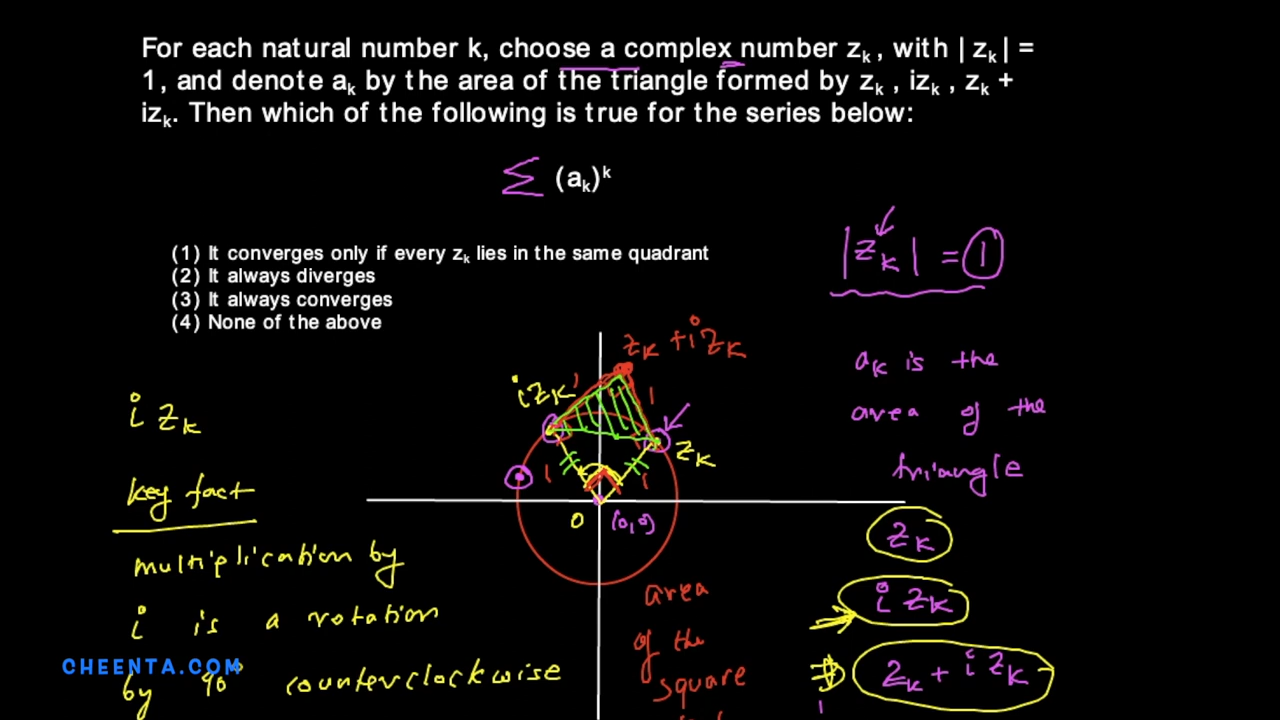 For each natural number k, choose a complex number zₖ, with | zₖ| =
1, and denote aₖ by the area of the triangle formed by zₖ , izₖ , zₖ +
izₖ. Then which of the following is true for the series below:
Σ (aₖ)ᵏ
(1) It converges only if every zₖ lies in the same quadrant
(2) It always diverges
(3) It always converges
(4) None of the above
|zₖ| = 1
zₖ + izₖ
izₖ
zₖ
1
1
1
1
0
(0,0)
aₖ is the
area of the
triangle
zₖ
i zₖ
zₖ + i zₖ
i zₖ
key fact
multiplication by
i is a rotation
by 90° counterclockwise
area
of the
square
CHEENTA.COM